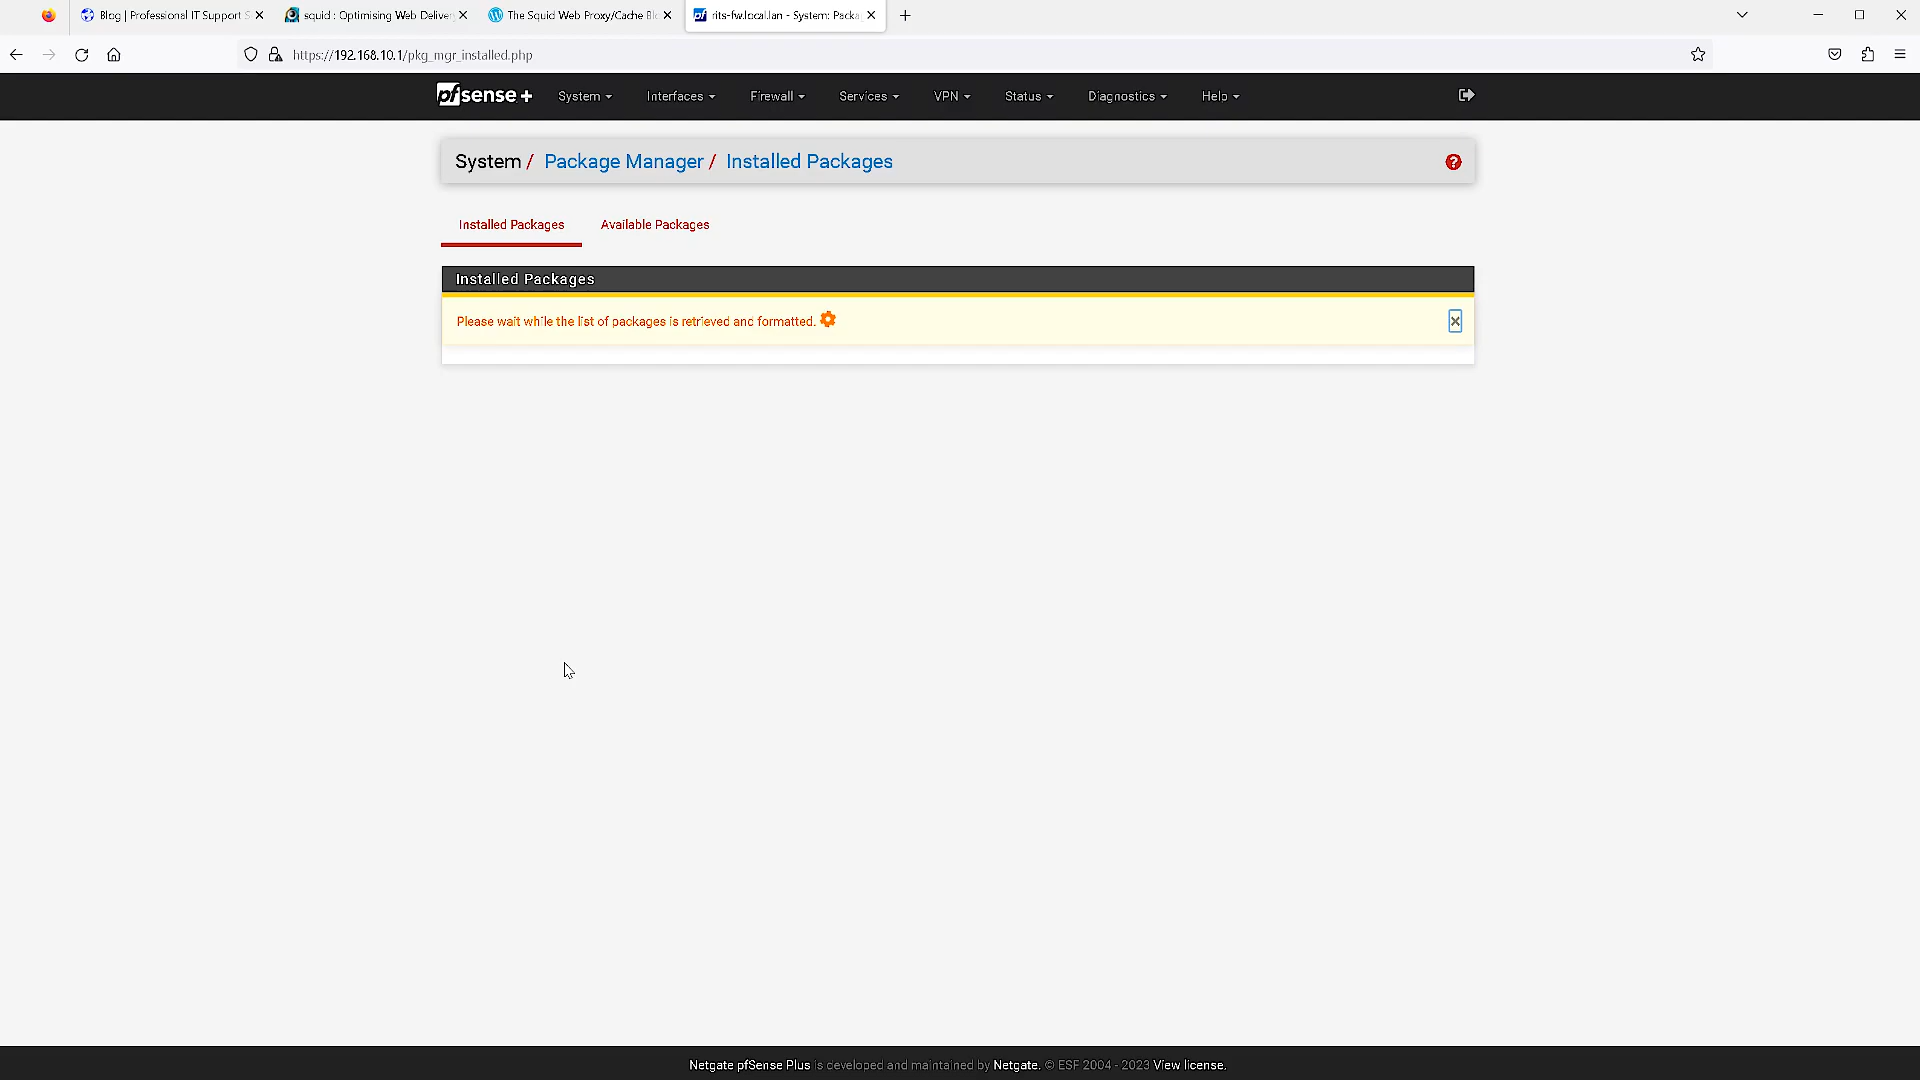 Blog | Professional IT Support S
squid : Optimising Web Delivery
The Squid Web Proxy/Cache Blo
rits-fw.local.lan - System: Packa
https://192.168.10.1/pkg_mgr_installed.php
pfsense +
System
Interfaces
Firewall
Services
VPN
Status
Diagnostics
Help
System / Package Manager / Installed Packages
Installed Packages
Available Packages
Installed Packages
Please wait while the list of packages is retrieved and formatted.
Netgate pfSense Plus is developed and maintained by Netgate. © ESF 2004 - 2023 View license.